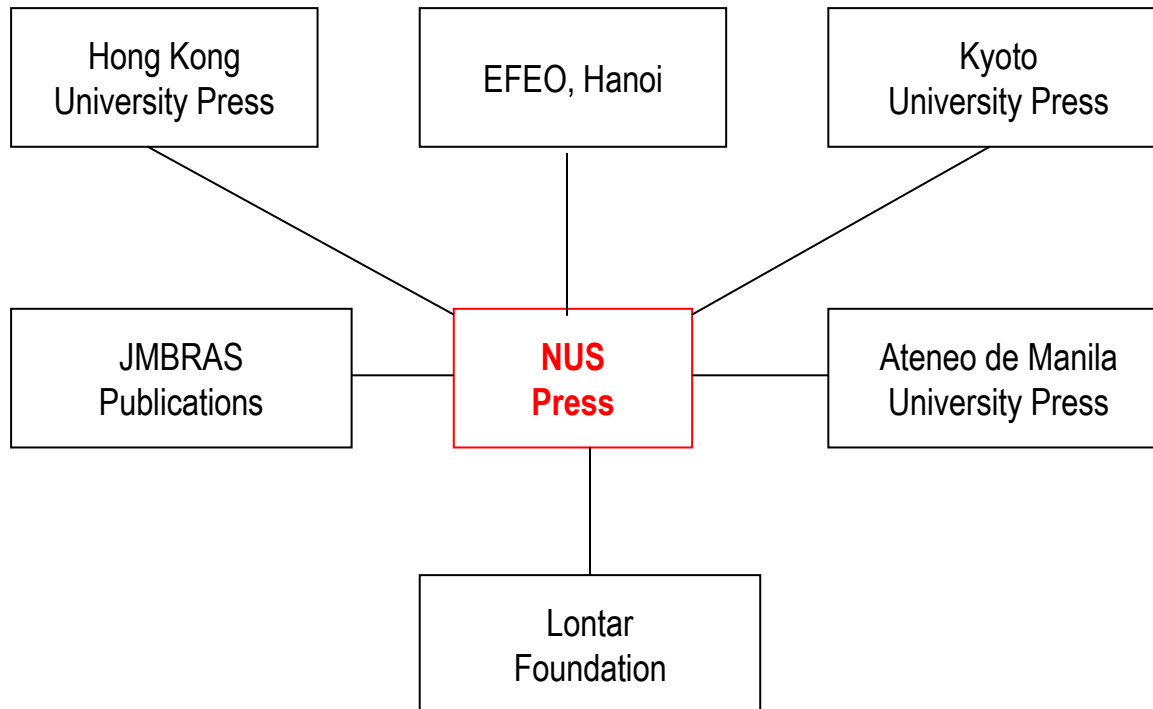 Hong Kong
University Press
EFEO, Hanoi
Kyoto
University Press
JMBRAS
Publications
NUS
Press
Ateneo de Manila
University Press
Lontar
Foundation